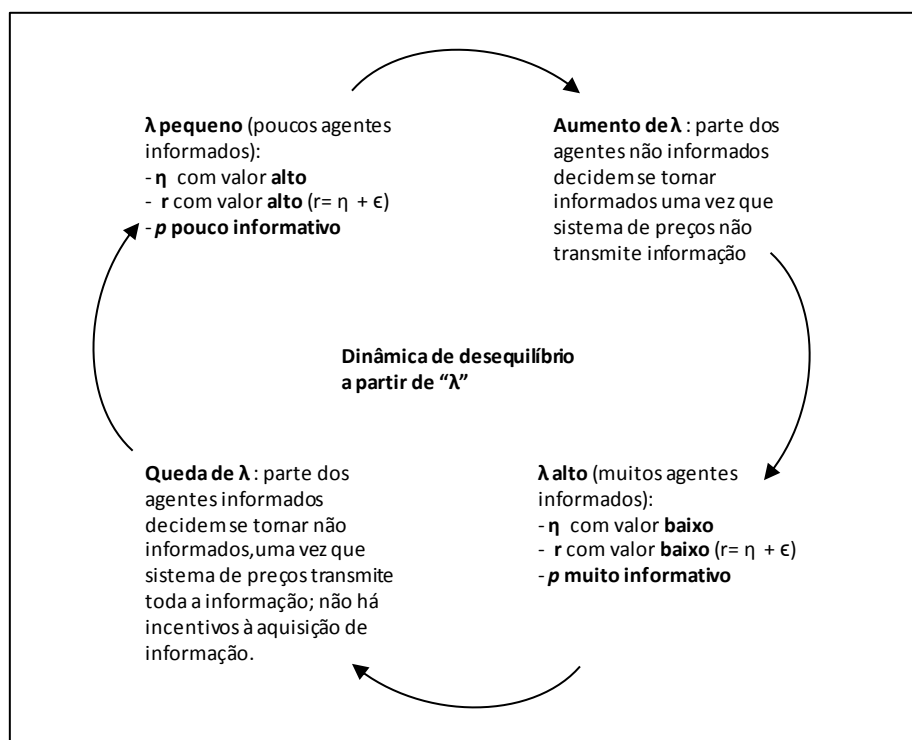 λ pequeno (poucos agentes
informados):
- η com valor alto
- r com valor alto (r= η + ϵ)
- p pouco informativo
Aumento de λ : parte dos
agentes não informados
decidem se tornar
informados uma vez que
sistema de preços não
transmite informação
Dinâmica de desequilíbrio
a partir de “λ”
Queda de λ : parte dos
agentes informados
decidem se tornar não
informados,uma vez que
sistema de preços transmite
toda a informação; não há
incentivos à aquisição de
informação.
λ alto (muitos agentes
informados):
- η com valor baixo
- r com valor baixo (r= η + ϵ)
- p muito informativo